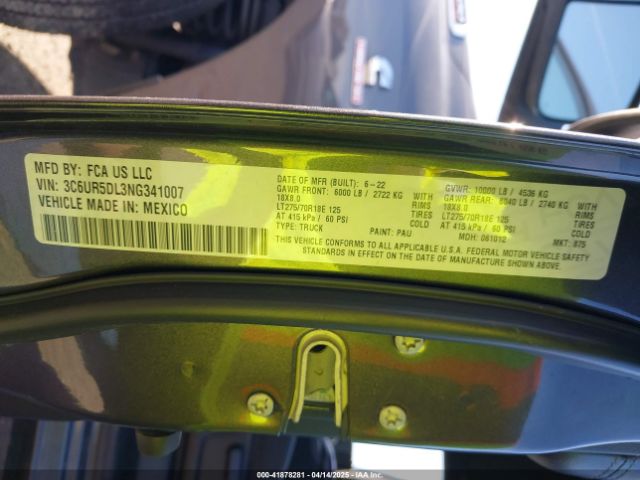 MFD BY: FCA US LLC
VIN: 3C6UR5DL3NG341007
VEHICLE MADE IN: MEXICO
DATE OF MFR (BUILT): 6-22
GAWR FRONT: 6000 LB / 2722 KG WITH
18X8.0 RIMS
LT275/70R18E 125 TIRES
AT 415 kPa / 60 PSI COLD
TYPE: TRUCK
GVWR: 10000 LB / 4536 KG
GAWR REAR: 6040 LB / 2740 KG WITH
18X8.0 RIMS
LT275/70R18E 125 TIRES
AT 415 kPa / 60 PSI COLD
PAINT: PAU MDH: 061012 MKT: 875
THIS VEHICLE CONFORMS TO ALL APPLICABLE U.S.A. FEDERAL MOTOR VEHICLE SAFETY
STANDARDS IN EFFECT ON THE DATE OF MANUFACTURE SHOWN ABOVE.
000-41878281 - 04/14/2025 - AUCTION